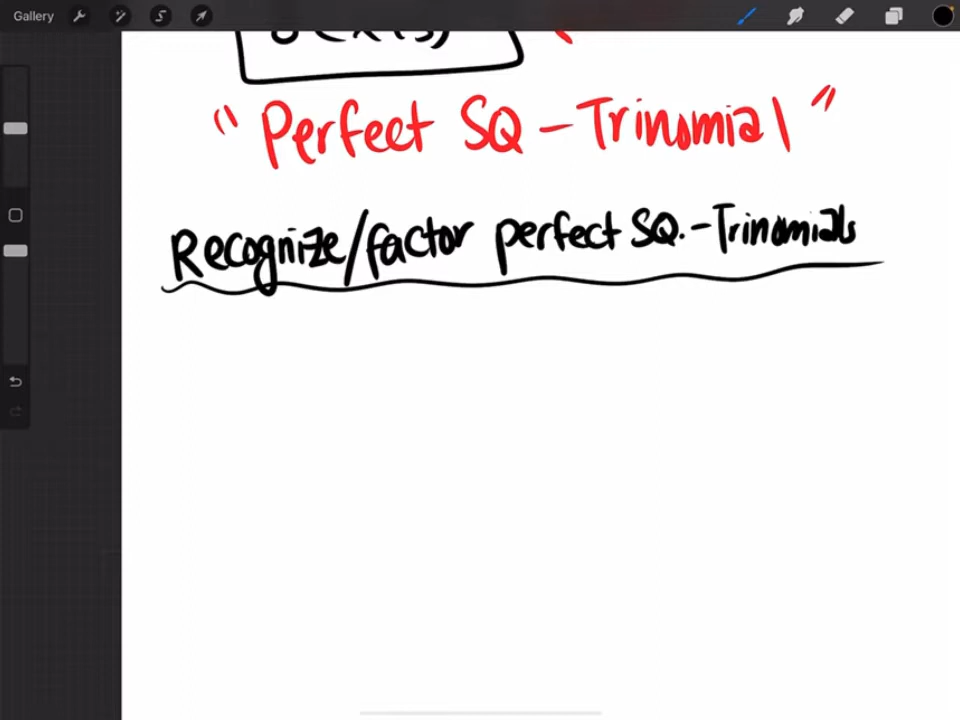 Gallery
"Perfect SQ - Trinomial"
Recognize/factor perfect SQ.-Trinomials